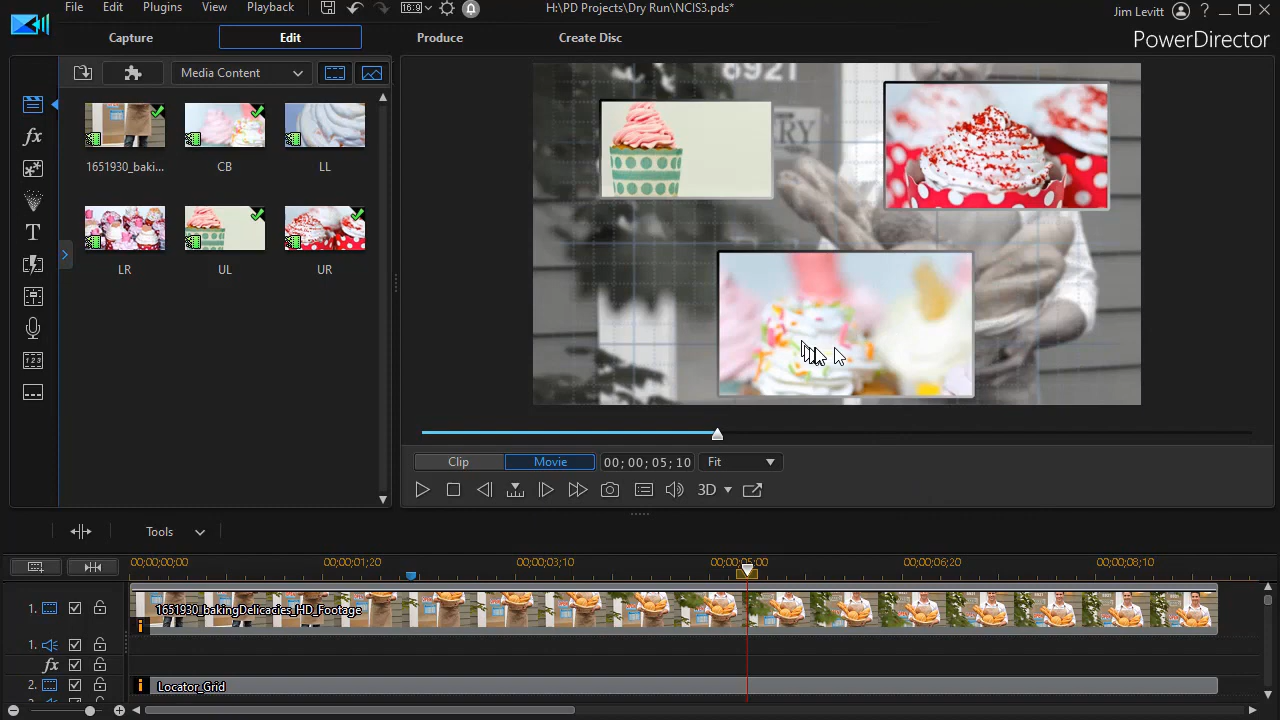 File Edit Plugins View Playback
16:9
H:\PD Projects\Dry Run\NCIS3.pds*
Jim Levitt
?
Capture Edit Produce Create Disc
PowerDirector
Media Content
1651930_baki...
CB
LL
LR
UL
UR
fx
T
6921
RY
Clip Movie 00; 00; 05; 10 Fit
3D
Tools
00;00;00;00 00;00;01;20 00;00;03;10 00;00;05;00 00;00;06;20 00;00;08;10
1. 1651930_bakingDelicacies_HD_Footage
1.
fx
2. Locator_Grid